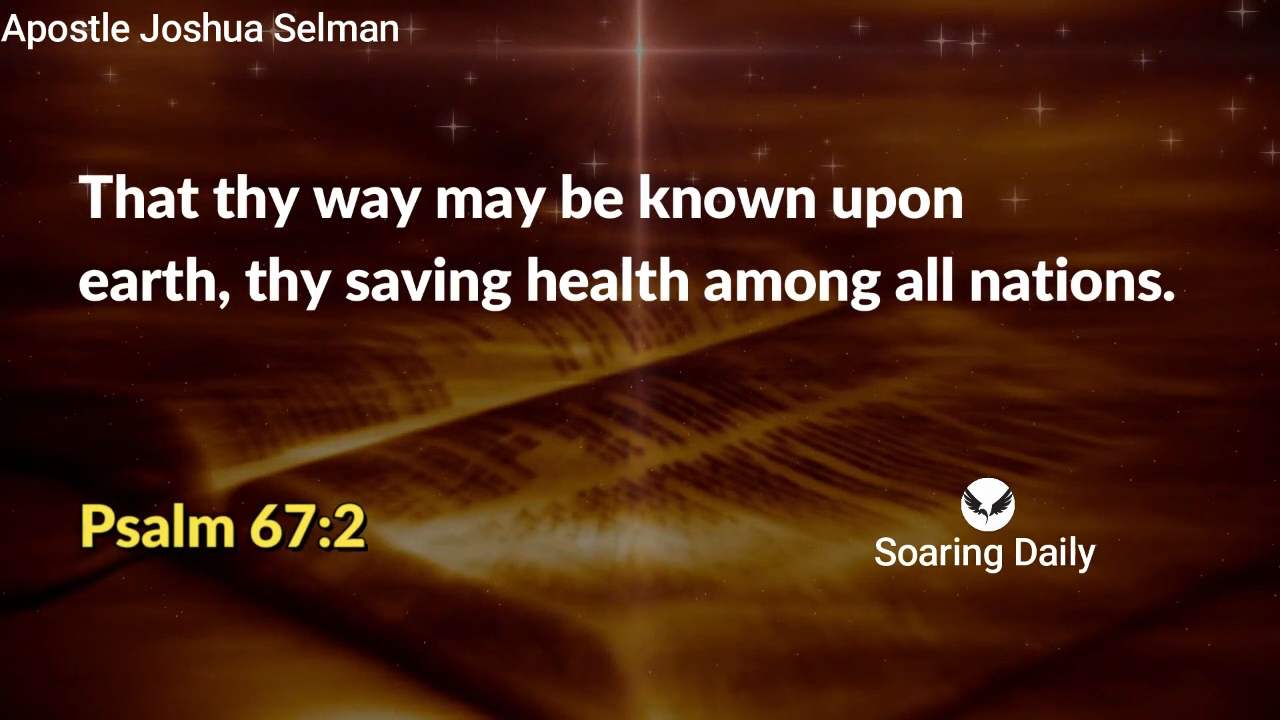 Apostle Joshua Selman
That thy way may be known upon
earth, thy saving health among all nations.
Psalm 67:2
Soaring Daily